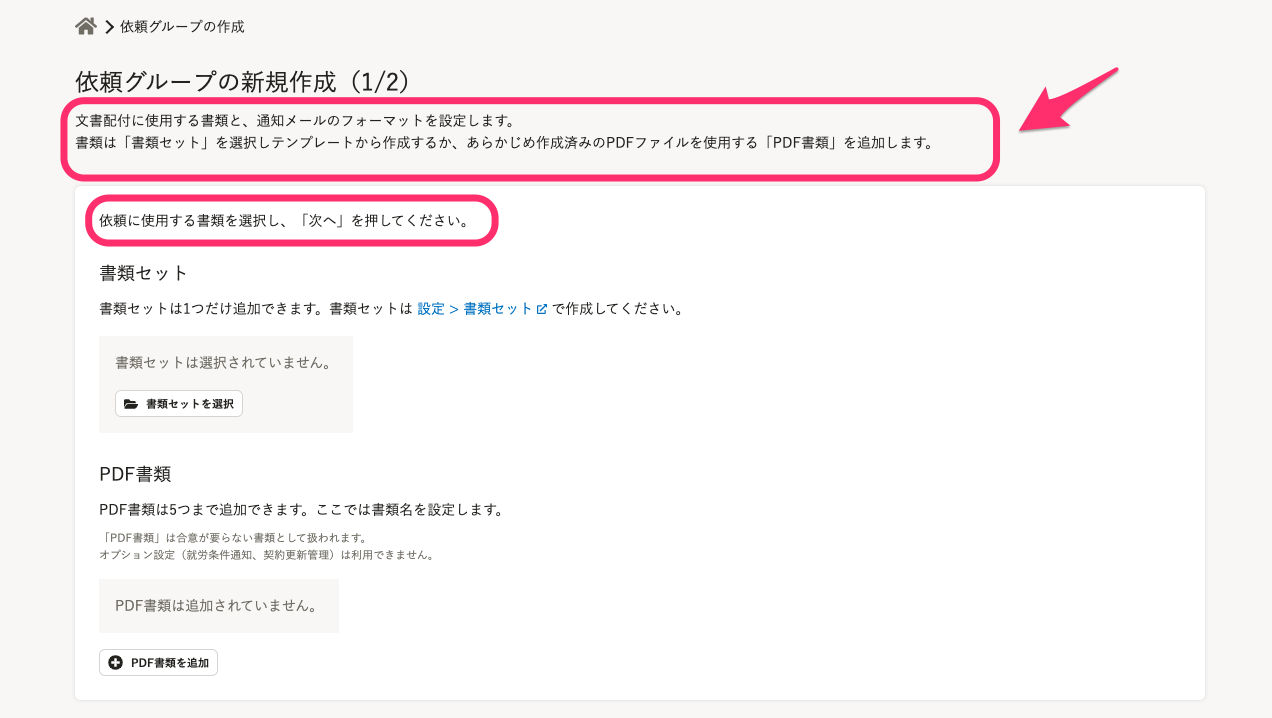 依頼グループの作成
依頼グループの新規作成（1/2）
文書配付に使用する書類と、通知メールのフォーマットを設定します。
書類は「書類セット」を選択しテンプレートから作成するか、あらかじめ作成済みのPDFファイルを使用する「PDF書類」を追加します。
依頼に使用する書類を選択し、「次へ」を押してください。
書類セット
書類セットは1つだけ追加できます。書類セットは 設定 > 書類セット で作成してください。
書類セットは選択されていません。
書類セットを選択
PDF書類
PDF書類は5つまで追加できます。ここでは書類名を設定します。
「PDF書類」は合意が要らない書類として扱われます。
オプション設定（就労条件通知、契約更新管理）は利用できません。
PDF書類は追加されていません。
PDF書類を追加